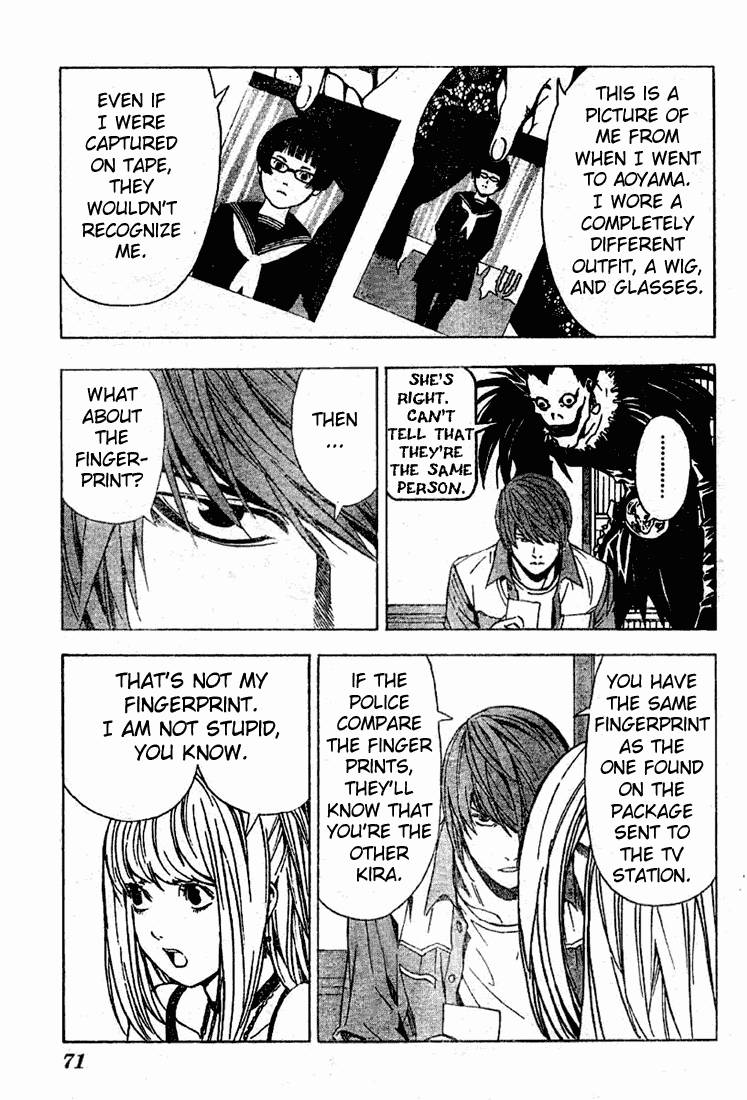 THIS IS A
PICTURE OF
ME FROM
WHEN I WENT
TO AOYAMA.
I WORE A
COMPLETELY
DIFFERENT
OUTFIT, A WIG,
AND GLASSES.
EVEN IF
I WERE
CAPTURED
ON TAPE,
THEY
WOULDN'T
RECOGNIZE
ME.
SHE'S
RIGHT.
CAN'T
TELL THAT
THEY'RE
THE SAME
PERSON.
.........
THEN
...
WHAT
ABOUT
THE
FINGER-
PRINT?
YOU HAVE
THE SAME
FINGERPRINT
AS THE
ONE FOUND
ON THE
PACKAGE
SENT TO
THE TV
STATION.
IF THE
POLICE
COMPARE
THE FINGER
PRINTS,
THEY'LL
KNOW THAT
YOU'RE THE
OTHER
KIRA.
THAT'S NOT MY
FINGERPRINT.
I AM NOT STUPID,
YOU KNOW.
71